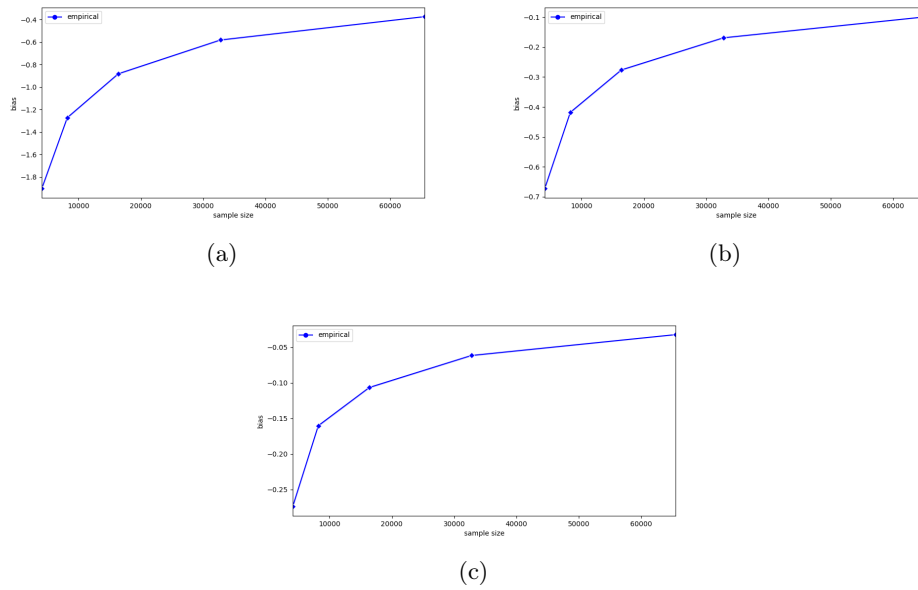 empirical
−0.4
−0.6
−0.8
−1.0
−1.2
−1.4
−1.6
−1.8
bias
10000 20000 30000 40000 50000 60000
sample size
(a)
empirical
−0.1
−0.2
−0.3
−0.4
−0.5
−0.6
−0.7
bias
10000 20000 30000 40000 50000 60000
sample size
(b)
empirical
−0.05
−0.10
−0.15
−0.20
−0.25
bias
10000 20000 30000 40000 50000 60000
sample size
(c)